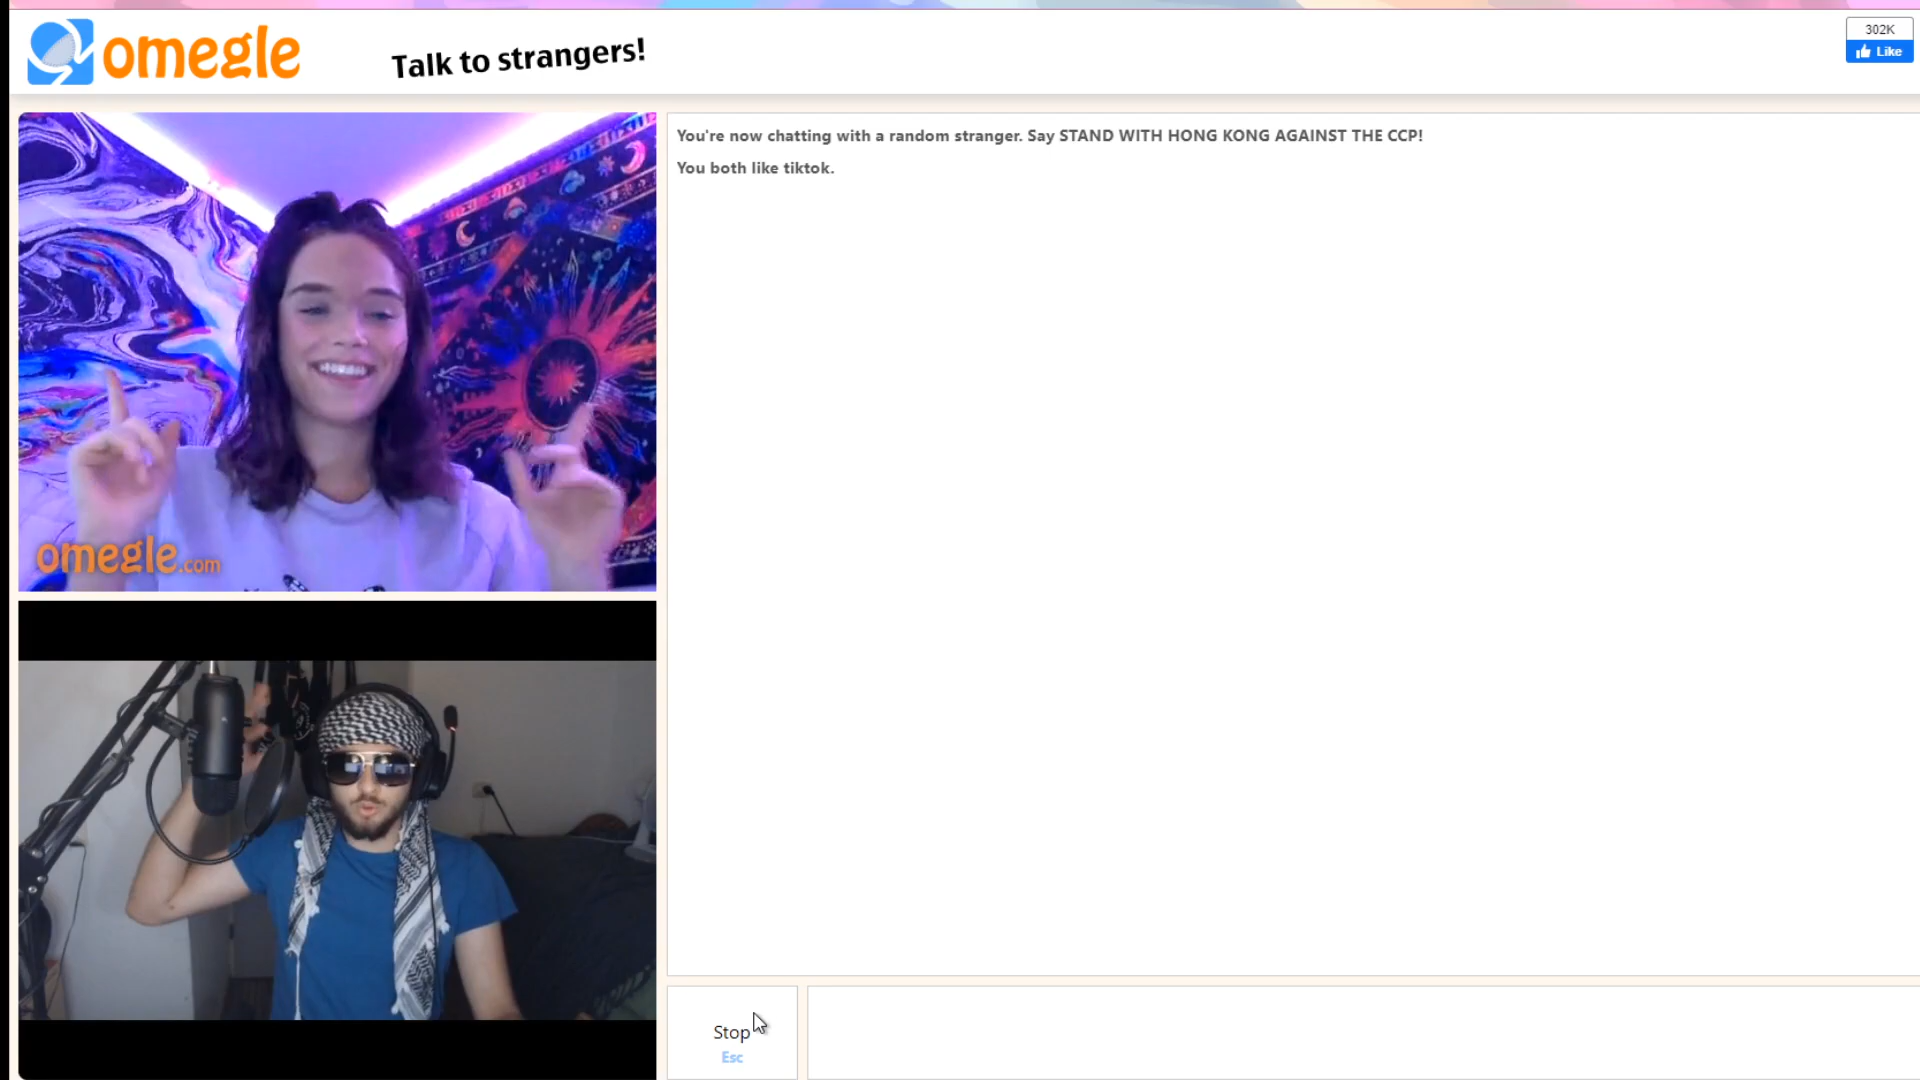 omegle
Talk to strangers!
302K
Like
You're now chatting with a random stranger. Say STAND WITH HONG KONG AGAINST THE CCP!
You both like tiktok.
omegle.com
Stop
Esc